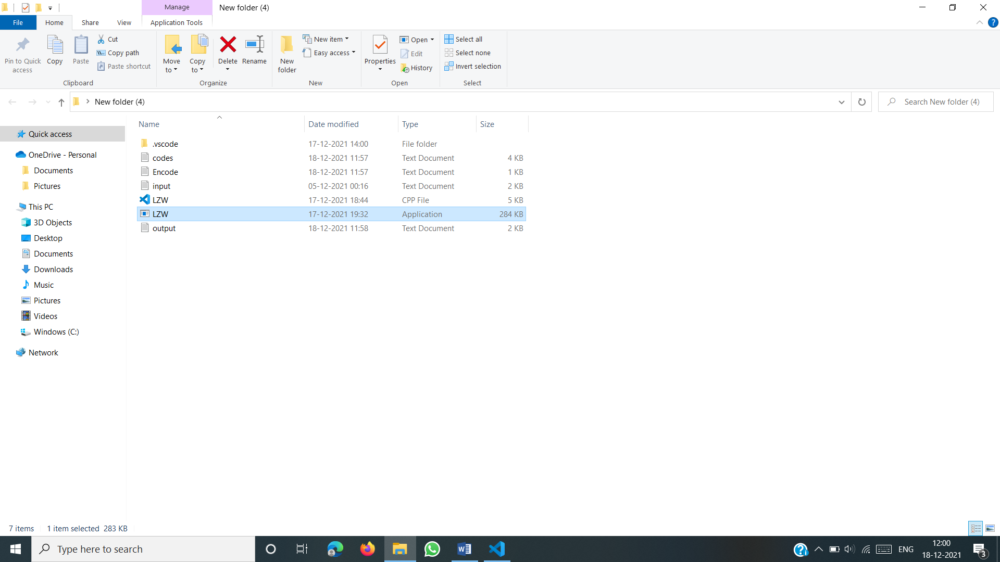 Manage
New folder (4)
File
Home
Share
View
Application Tools
Pin to Quick access
Copy
Paste
Cut
Copy path
Paste shortcut
Clipboard
Move to
Copy to
Delete
Rename
Organize
New folder
New item
Easy access
New
Properties
Open
Edit
History
Open
Select all
Select none
Invert selection
Select
New folder (4)
Search New folder (4)
Name Date modified Type Size
.vscode 17-12-2021 14:00 File folder
codes 18-12-2021 11:57 Text Document 4 KB
Encode 18-12-2021 11:57 Text Document 1 KB
input 05-12-2021 00:16 Text Document 2 KB
LZW 17-12-2021 18:44 CPP File 5 KB
LZW 17-12-2021 19:32 Application 284 KB
output 18-12-2021 11:58 Text Document 2 KB
Quick access
OneDrive - Personal
Documents
Pictures
This PC
3D Objects
Desktop
Documents
Downloads
Music
Pictures
Videos
Windows (C:)
Network
7 items 1 item selected 283 KB
Type here to search
ENG
12:00
18-12-2021
3